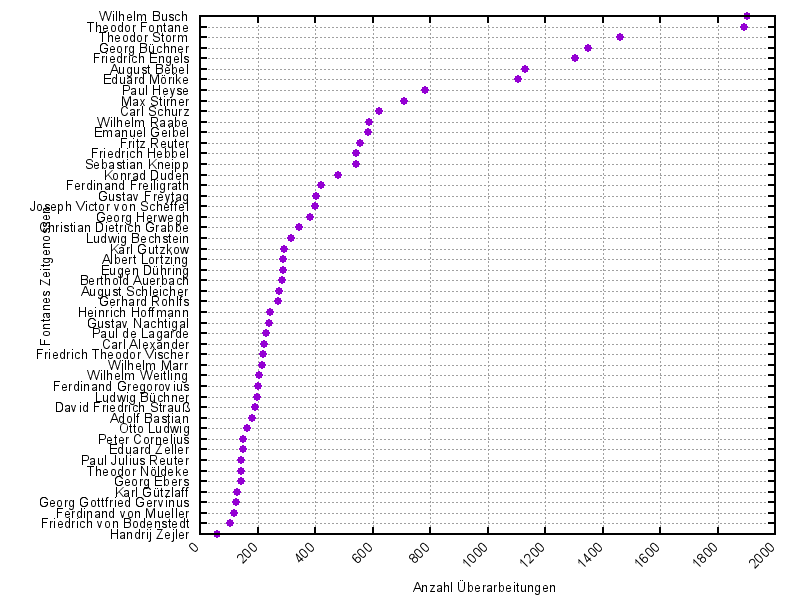 Wilhelm Busch
Theodor Fontane
Theodor Storm
Georg Büchner
Friedrich Engels
August Bebel
Eduard Mörike
Paul Heyse
Max Stirner
Carl Schurz
Wilhelm Raabe
Emanuel Geibel
Fritz Reuter
Friedrich Hebbel
Sebastian Kneipp
Konrad Duden
Ferdinand Freiligrath
Gustav Freytag
Joseph Victor von Scheffel
Georg Herwegh
Christian Dietrich Grabbe
Ludwig Bechstein
Karl Gutzkow
Albert Lortzing
Eugen Dühring
Berthold Auerbach
August Schleicher
Gerhard Rohlfs
Heinrich Hoffmann
Gustav Nachtigal
Paul de Lagarde
Carl Alexander
Friedrich Theodor Vischer
Wilhelm Marr
Wilhelm Weitling
Ferdinand Gregorovius
Ludwig Büchner
David Friedrich Strauß
Adolf Bastian
Otto Ludwig
Peter Cornelius
Eduard Zeller
Paul Julius Reuter
Theodor Nöldeke
Georg Ebers
Karl Gützlaff
Georg Gottfried Gervinus
Ferdinand von Mueller
Friedrich von Bodenstedt
Handrij Zejler
Fontanes Zeitgenossen
0 200 400 600 800 1000 1200 1400 1600 1800 2000
Anzahl Überarbeitungen